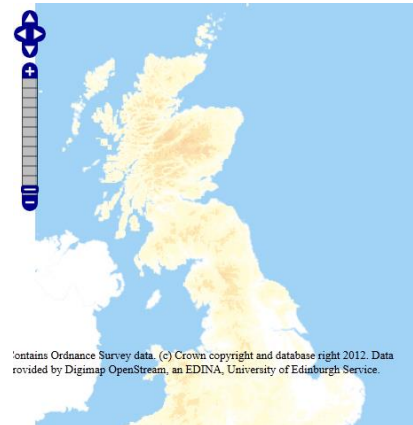 ontains Ordnance Survey data. (c) Crown copyright and database right 2012. Data
rovided by Digimap OpenStream, an EDINA, University of Edinburgh Service.